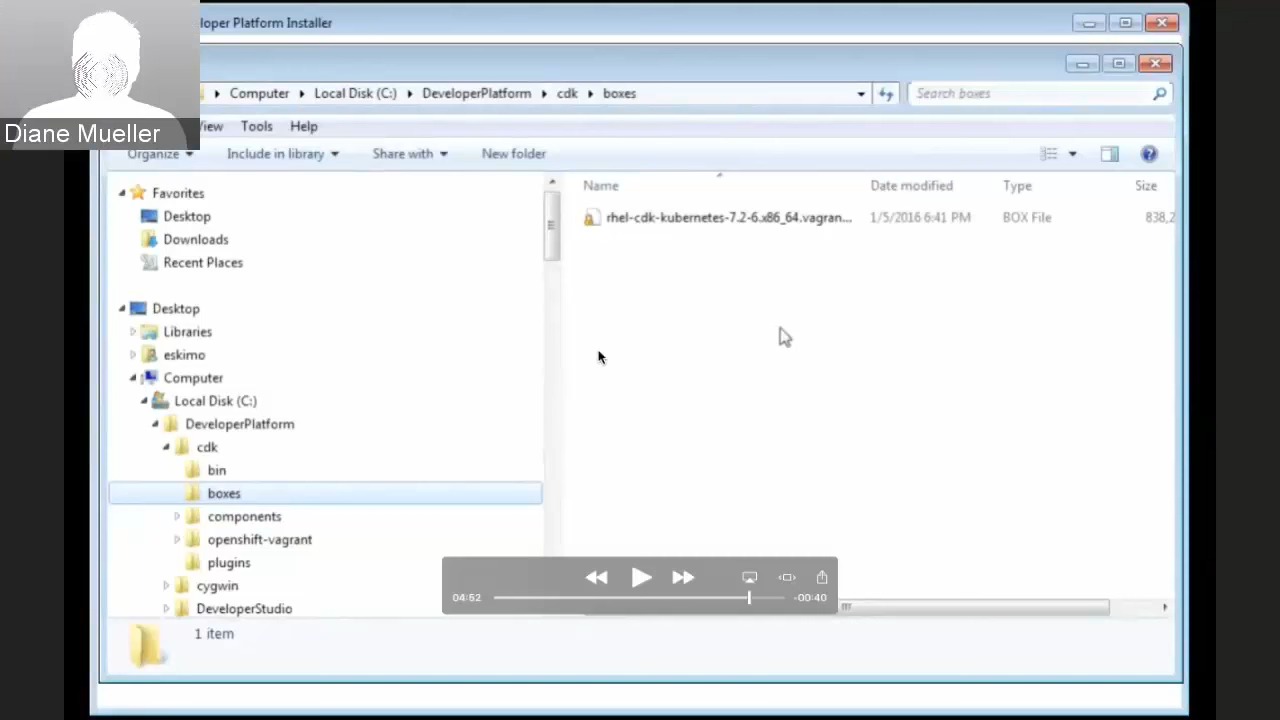 loper Platform Installer
Diane Mueller
Computer Local Disk (C:) DeveloperPlatform cdk boxes
Search boxes
View Tools Help
Organize Include in library Share with New folder
Name Date modified Type Size
rhel-cdk-kubernetes-7.2-6.x86_64.vagran... 1/5/2016 6:41 PM BOX File 838,2
Favorites
Desktop
Downloads
Recent Places
Desktop
Libraries
eskimo
Computer
Local Disk (C:)
DeveloperPlatform
cdk
bin
boxes
components
openshift-vagrant
plugins
cygwin
DeveloperStudio
04:52 -00:40
1 item